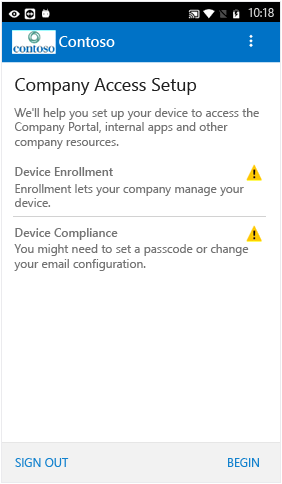 10:18
contoso
Contoso
Company Access Setup
We'll help you set up your device to access the
Company Portal, internal apps and other
company resources.
Device Enrollment
Enrollment lets your company manage your
device.
Device Compliance
You might need to set a passcode or change
your email configuration.
SIGN OUT
BEGIN